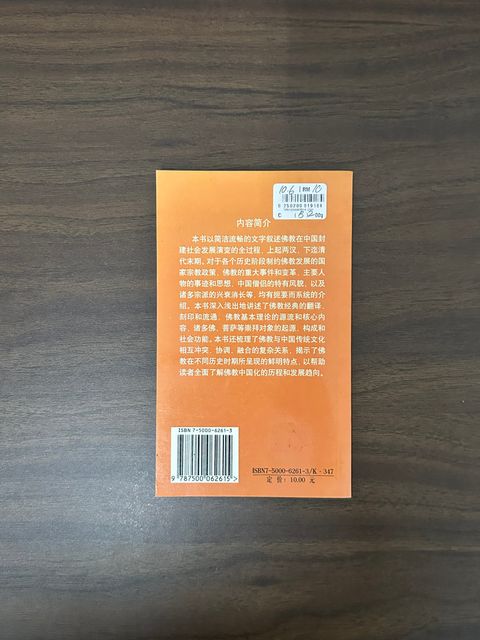 10.6 RM 10
C 182.00g
内容简介
本书以简洁流畅的文字叙述佛教在中国封
建社会发展演变的全过程，上起两汉，下迄清
代末期。对于各个历史阶段制约佛教发展的国
家宗教政策，佛教的重大事件和变革，主要人
物的事迹和思想，中国僧侣的特有风貌，以及
诸多宗派的兴衰消长等，均有扼要而系统的介
绍。本书深入浅出地讲述了佛教经典的翻译、
刻印和流通，佛教基本理论的源流和核心内
容，诸多佛、菩萨等崇拜对象的起源、构成和
社会功能。本书还梳理了佛教与中国传统文化
相互冲突、协调、融合的复杂关系，揭示了佛
教在不同历史时期所呈现的鲜明特点，以帮助
读者全面了解佛教中国化的历程和发展趋向。
ISBN 7-5000-6261-3
9 787500 062615 >
ISBN7-5000-6261-3/K·347
定价：10.00 元